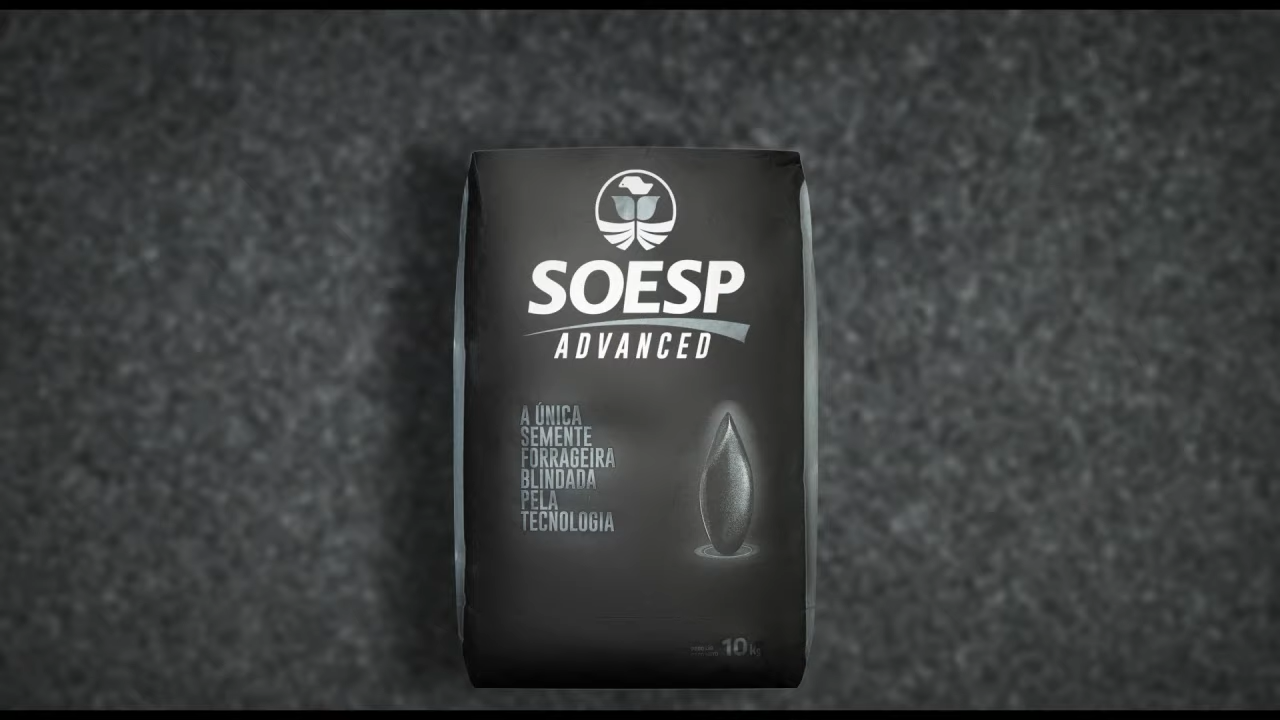 SOESP
ADVANCED
A ÚNICA
SEMENTE
FORRAGEIRA
BLINDADA
PELA
TECNOLOGIA
10kg